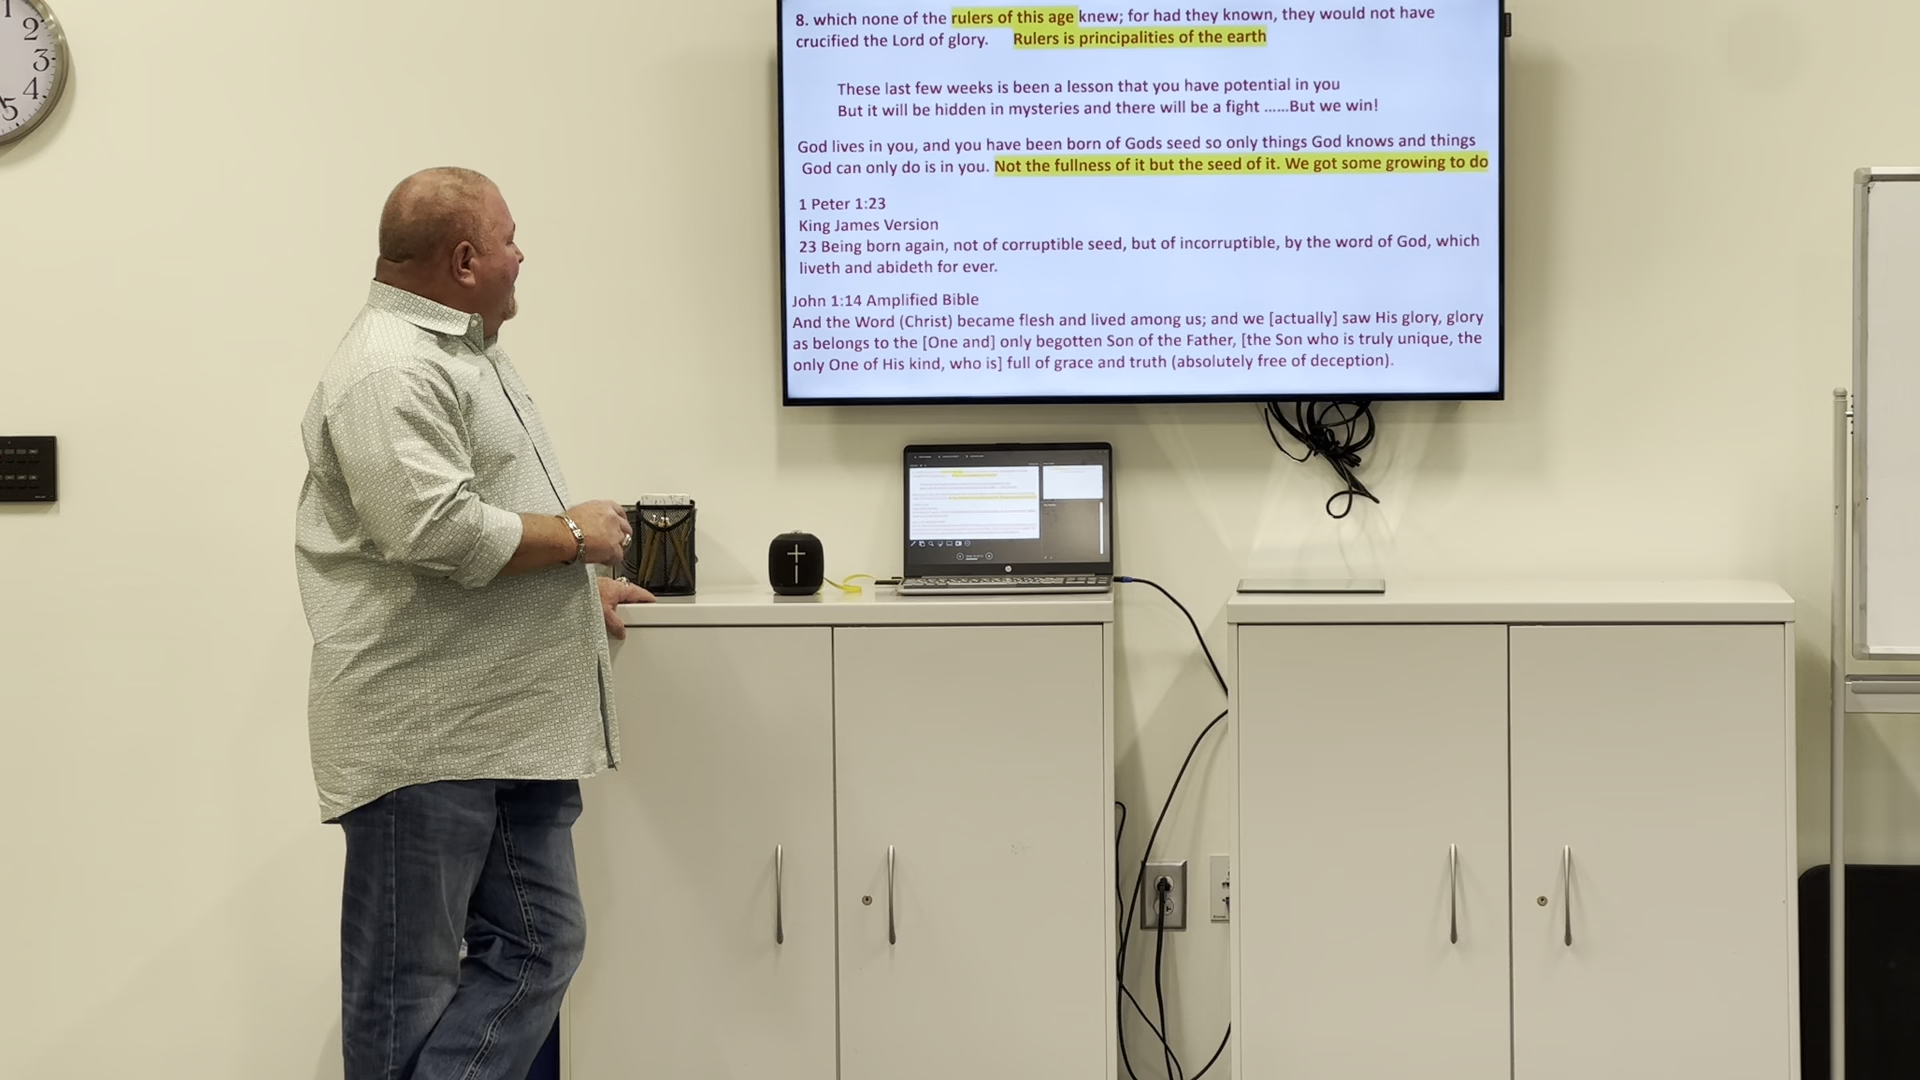 1
2
3
4
5
8. which none of the rulers of this age knew; for had they known, they would not have
crucified the Lord of glory. Rulers is principalities of the earth
These last few weeks is been a lesson that you have potential in you
But it will be hidden in mysteries and there will be a fight ......But we win!
God lives in you, and you have been born of Gods seed so only things God knows and things
God can only do is in you. Not the fullness of it but the seed of it. We got some growing to do
1 Peter 1:23
King James Version
23 Being born again, not of corruptible seed, but of incorruptible, by the word of God, which
liveth and abideth for ever.
John 1:14 Amplified Bible
And the Word (Christ) became flesh and lived among us; and we [actually] saw His glory, glory
as belongs to the [One and] only begotten Son of the Father, [the Son who is truly unique, the
only One of His kind, who is] full of grace and truth (absolutely free of deception).
hp